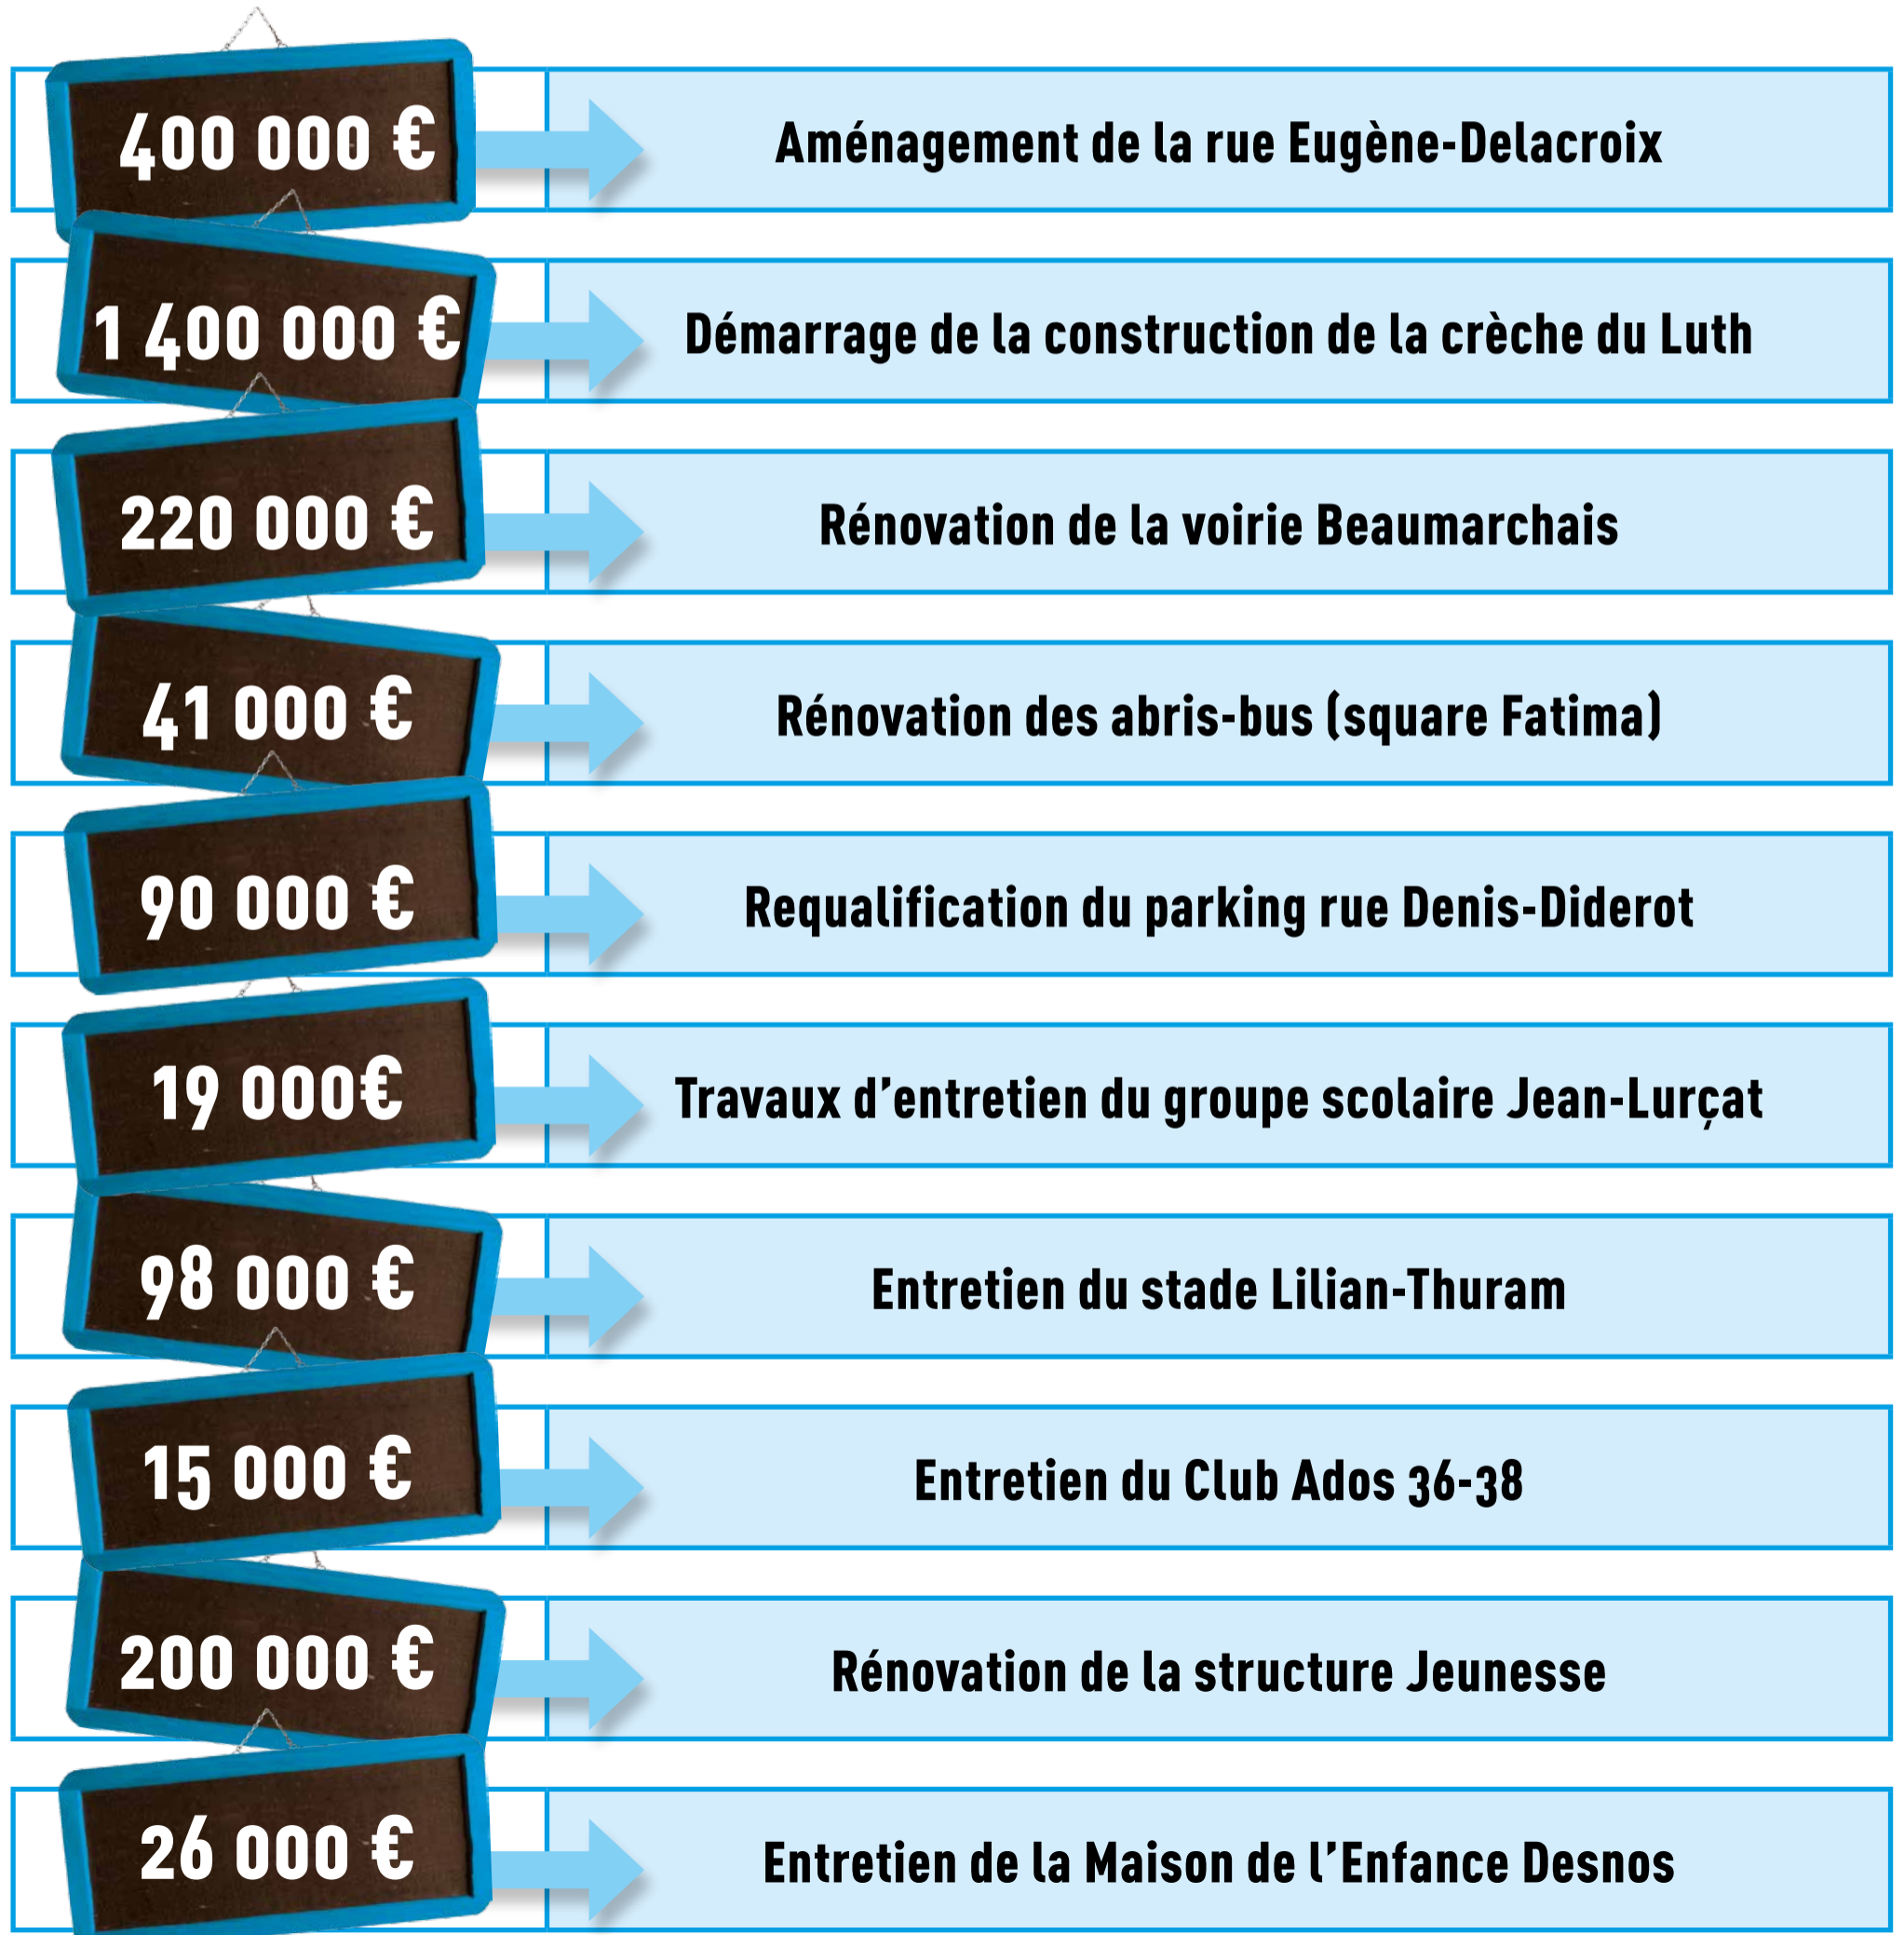 400 000 €
Aménagement de la rue Eugène-Delacroix
1 400 000 €
Démarrage de la construction de la crèche du Luth
220 000 €
Rénovation de la voirie Beaumarchais
41 000 €
Rénovation des abris-bus (square Fatima)
90 000 €
Requalification du parking rue Denis-Diderot
19 000€
Travaux d’entretien du groupe scolaire Jean-Lurçat
98 000 €
Entretien du stade Lilian-Thuram
15 000 €
Entretien du Club Ados 36-38
200 000 €
Rénovation de la structure Jeunesse
26 000 €
Entretien de la Maison de l’Enfance Desnos